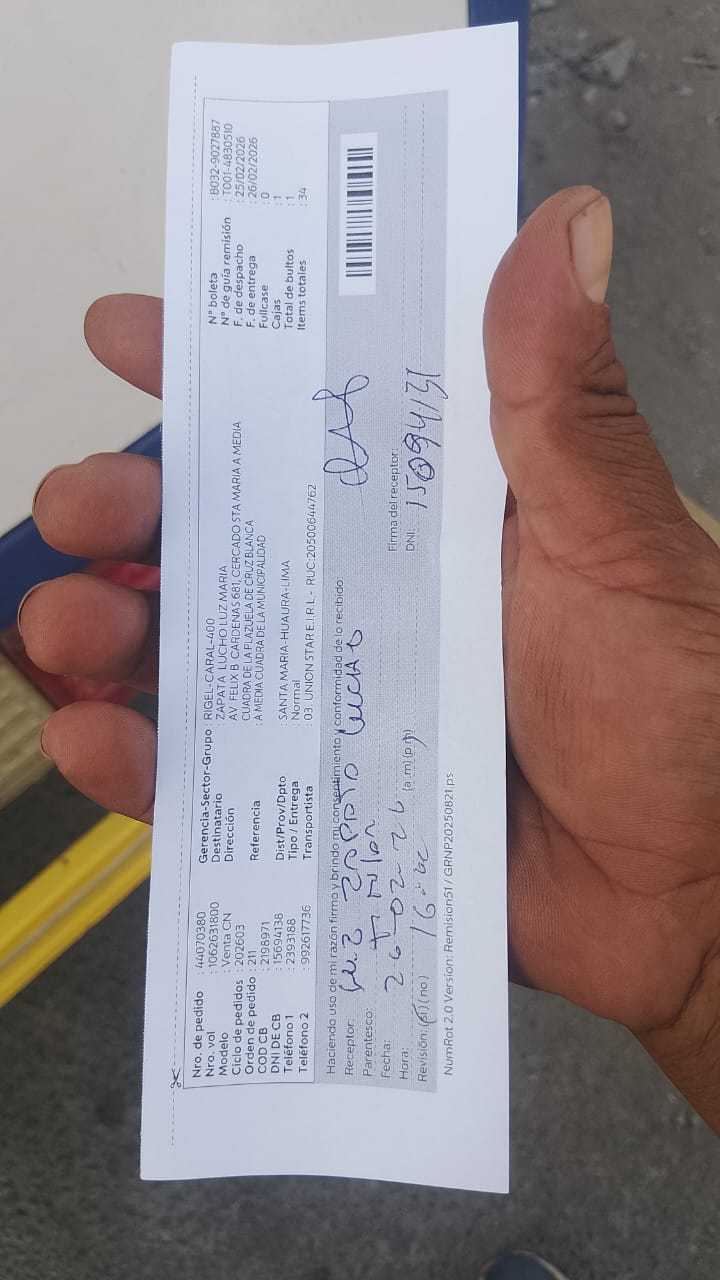 Nro. de pedido : 44070380
Nro. vol : 1062631800
Modelo : Venta CN
Ciclo de pedidos : 202603
Orden de pedido : 211
COD CB : 2198971
DNI DE CB : 15694138
Teléfono 1 : 2393188
Teléfono 2 : 992617736
Gerencia-Sector-Grupo : RIGEL-CARAL-400
Destinatario : ZAPATA LUCHO LUZ MARIA
Dirección : AV FELIX B CARDENAS 681, CERCADO STA MARIA A MEDIA
CUADRA DE LA PLAZUELA DE CRUZ BLANCA
Referencia : A MEDIA CUADRA DE LA MUNICIPALIDAD
Dist/Prov/Dpto : SANTA MARIA-HUAURA-LIMA
Tipo / Entrega : Normal
Transportista : 03 UNION STAR E.I.R.L - RUC:20500644762
N° boleta : B032-9027887
N° de guía remisión : T001-4830510
F. de despacho : 25/02/2026
F. de entrega : 26/02/2026
Fullcase : 0
Cajas : 1
Total de bultos : 1
Items totales : 34
Haciendo uso de mi razón firmo y brindo mi consentimiento y conformidad de lo recibido
Receptor: Luz Zapata Lucho
Parentesco: Titular
Fecha: 26-02-26
Hora: (a .m) (p.m)
Revisión: (si) (no)
Firma del receptor:
DNI.
NumRot 2.0 Version: Remision51 / GRNP20250821.ps